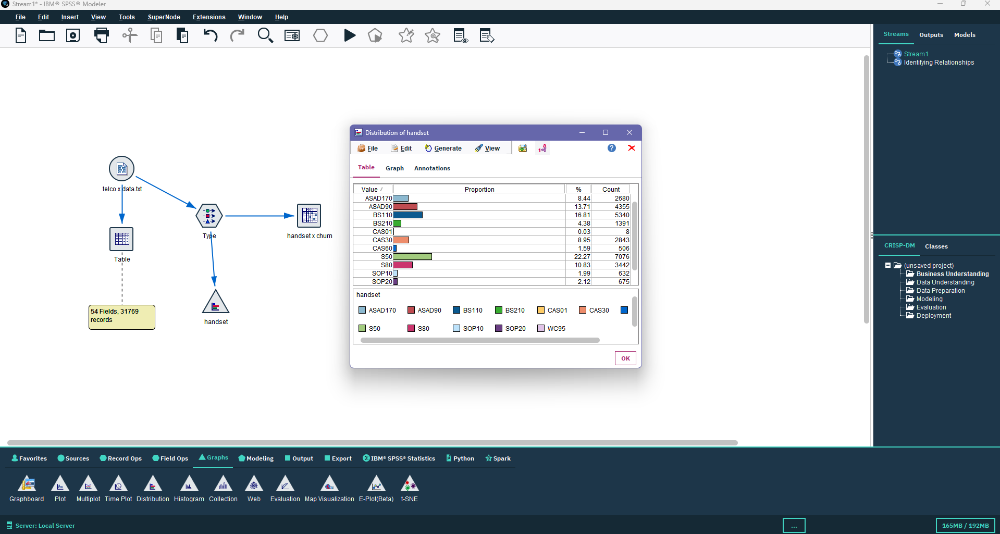 Stream1* - IBM® SPSS® Modeler
File Edit Insert View Tools SuperNode Extensions Window Help
Streams Outputs Models
Stream1
Identifying Relationships
telco x data.txt
Table
54 Fields, 31769
records
Type
handset x churn
handset
Distribution of handset
File Edit Generate View
Table Graph Annotations
Value Proportion % Count
ASAD170 8.44 2680
ASAD90 13.71 4355
BS110 16.81 5340
BS210 4.38 1391
CAS01 0.03 8
CAS30 8.95 2843
CAS60 1.59 506
S50 22.27 7076
S80 10.83 3442
SOP10 1.99 632
SOP20 2.12 675
handset
ASAD170 ASAD90 BS110 BS210 CAS01 CAS30
S50 S80 SOP10 SOP20 WC95
OK
CRISP-DM Classes
(unsaved project)
Business Understanding
Data Understanding
Data Preparation
Modeling
Evaluation
Deployment
Favorites Sources Record Ops Field Ops Graphs Modeling Output Export IBM® SPSS® Statistics Python Spark
Graphboard Plot Multiplot Time Plot Distribution Histogram Collection Web Evaluation Map Visualization E-Plot(Beta) t-SNE
Server: Local Server
...
165MB / 192MB